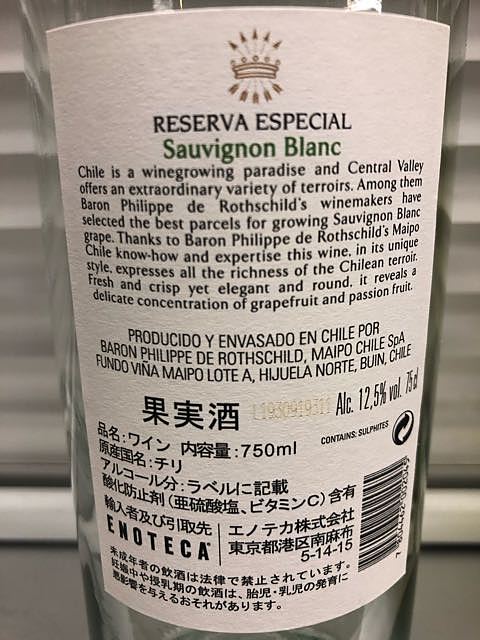 RESERVA ESPECIAL
Sauvignon Blanc
Chile is a winegrowing paradise and Central Valley
offers an extraordinary variety of terroirs. Among them
Baron Philippe de Rothschild's winemakers have
selected the best parcels for growing Sauvignon Blanc
grape. Thanks to Baron Philippe de Rothschild's Maipo
Chile know-how and expertise this wine, in its unique
style, expresses all the richness of the Chilean terroir.
Fresh and crisp yet elegant and round, it reveals a
delicate concentration of grapefruit and passion fruit.
PRODUCIDO Y ENVASADO EN CHILE POR
BARON PHILIPPE DE ROTHSCHILD, MAIPO CHILE SpA
FUNDO VIÑA MAIPO LOTE A, HIJUELA NORTE, BUIN, CHILE
果実酒 Alc. 12,5% vol. 75 cl
CONTAINS: SULPHITES
品名:ワイン 内容量:750ml
原産国名:チリ
アルコール分:ラベルに記載
酸化防止剤(亜硫酸塩、ビタミンC)含有
輸入者及び引取先
ENOTECA
エノテカ株式会社
東京都港区南麻布
5-14-15
未成年者の飲酒は法律で禁止されています。
妊娠中や授乳期の飲酒は、胎児・乳児の発育に
悪影響を与えるおそれがあります。